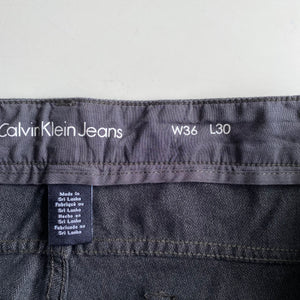 Calvin Klein Jeans W36 L30
Made in
Sri Lanka
Fabriqué au
Sri Lanka
Hecho en
Sri Lanka
Fabricado en
Sri Lanka